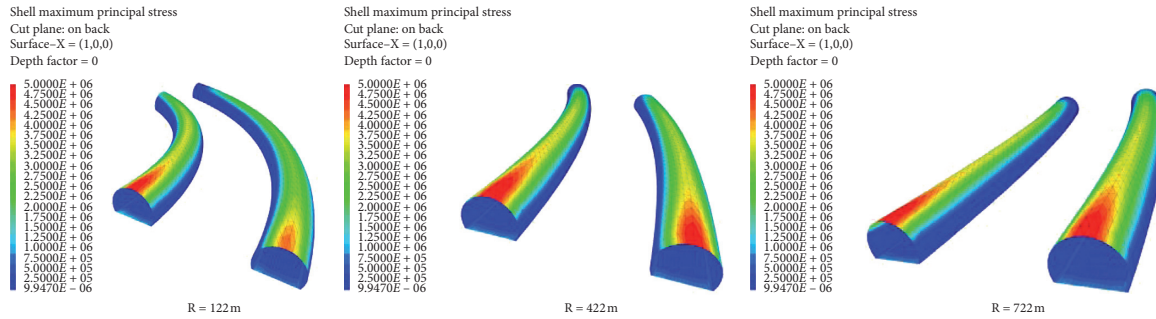 Shell maximum principal stress
Cut plane: on back
Surface–X = (1,0,0)
Depth factor = 0
5.0000E + 06
4.7500E + 06
4.5000E + 06
4.2500E + 06
4.0000E + 06
3.7500E + 06
3.5000E + 06
3.2500E + 06
3.0000E + 06
2.7500E + 06
2.5000E + 06
2.2500E + 06
2.0000E + 06
1.7500E + 06
1.5000E + 06
1.2500E + 06
1.0000E + 06
7.5000E + 05
5.0000E + 05
2.5000E + 05
9.9470E – 06
R = 122 m
Shell maximum principal stress
Cut plane: on back
Surface–X = (1,0,0)
Depth factor = 0
5.0000E + 06
4.7500E + 06
4.5000E + 06
4.2500E + 06
4.0000E + 06
3.7500E + 06
3.5000E + 06
3.2500E + 06
3.0000E + 06
2.7500E + 06
2.5000E + 06
2.2500E + 06
2.0000E + 06
1.7500E + 06
1.5000E + 06
1.2500E + 06
1.0000E + 06
7.5000E + 05
5.0000E + 05
2.5000E + 05
9.9470E – 06
R = 422 m
Shell maximum principal stress
Cut plane: on back
Surface–X = (1,0,0)
Depth factor = 0
5.0000E + 06
4.7500E + 06
4.5000E + 06
4.2500E + 06
4.0000E + 06
3.7500E + 06
3.5000E + 06
3.2500E + 06
3.0000E + 06
2.7500E + 06
2.5000E + 06
2.2500E + 06
2.0000E + 06
1.7500E + 06
1.5000E + 06
1.2500E + 06
1.0000E + 06
7.5000E + 05
5.0000E + 05
2.5000E + 05
9.9470E – 06
R = 722 m